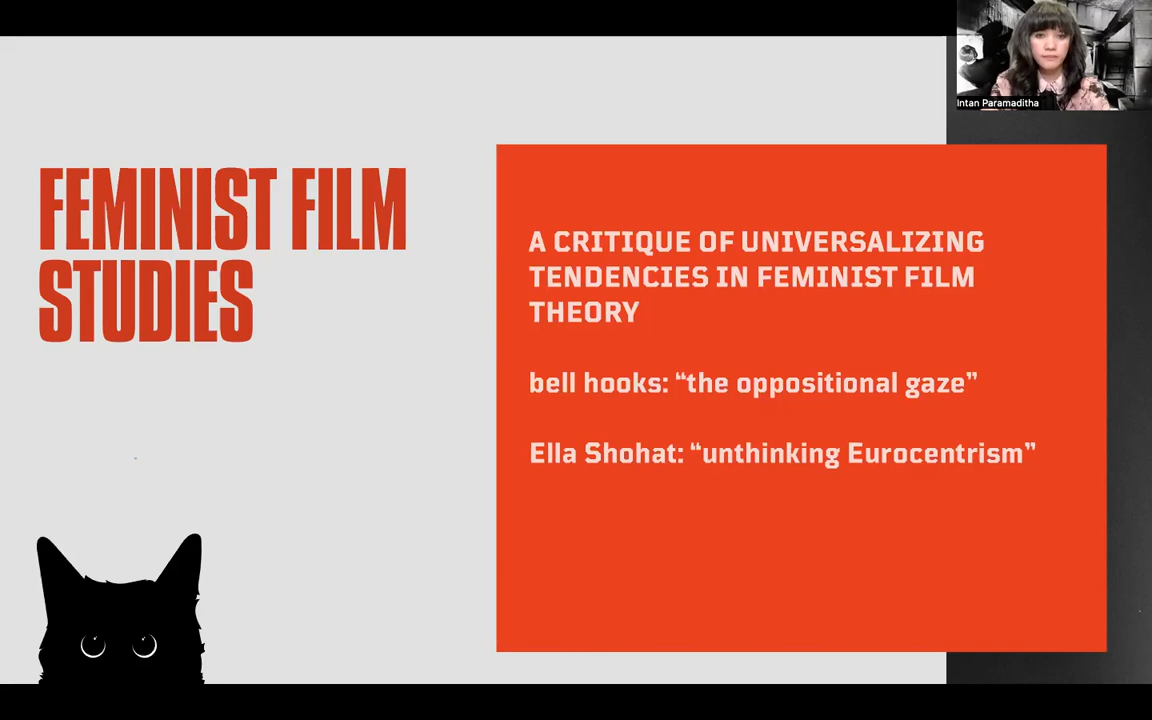 Intan Paramaditha
FEMINIST FILM
STUDIES
A CRITIQUE OF UNIVERSALIZING
TENDENCIES IN FEMINIST FILM
THEORY
bell hooks: “the oppositional gaze”
Ella Shohat: “unthinking Eurocentrism”